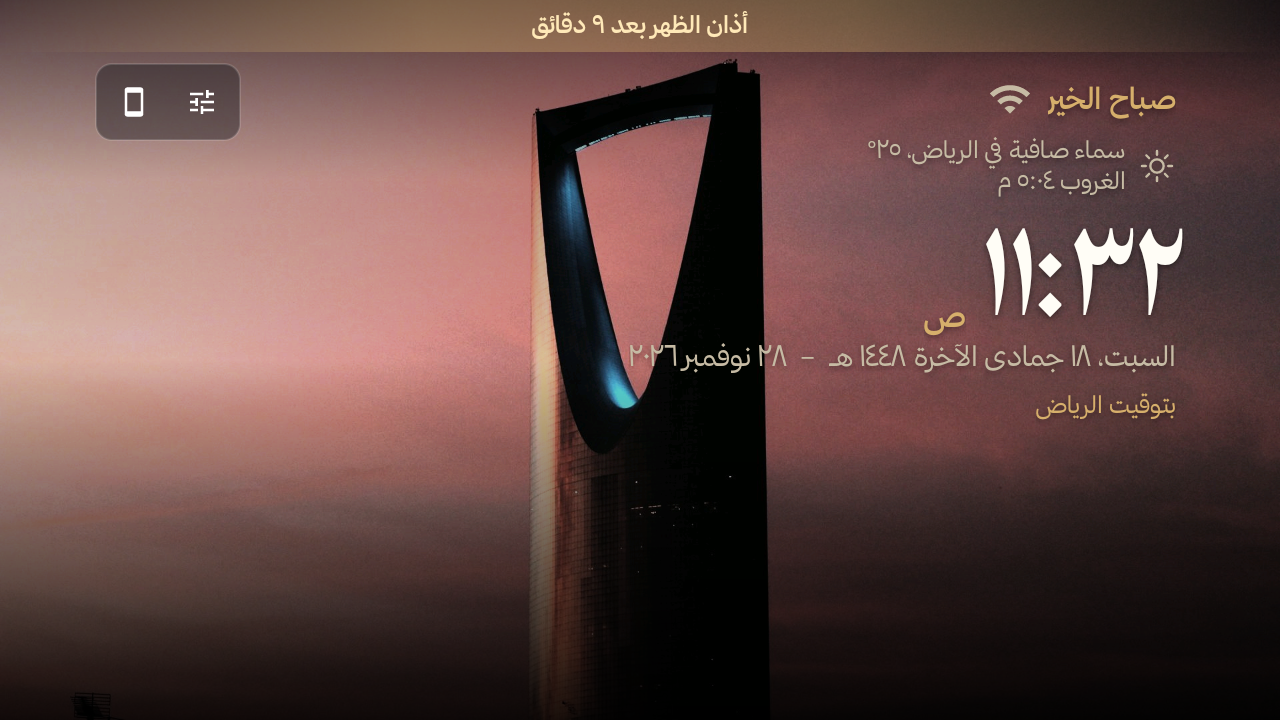 أذان الظهر بعد ٩ دقائق
صباح الخير
سماء صافية في الرياض، ٢٥°
الغروب ٥:٠٤ م
١١:٣٢ ص
السبت، ١٨ جمادى الآخرة ١٤٤٨ هـ – ٢٨ نوفمبر ٢٠٢٦
بتوقيت الرياض